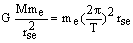 G Mm_e / r_se^2 = m_e (2π/T)^2 r_se